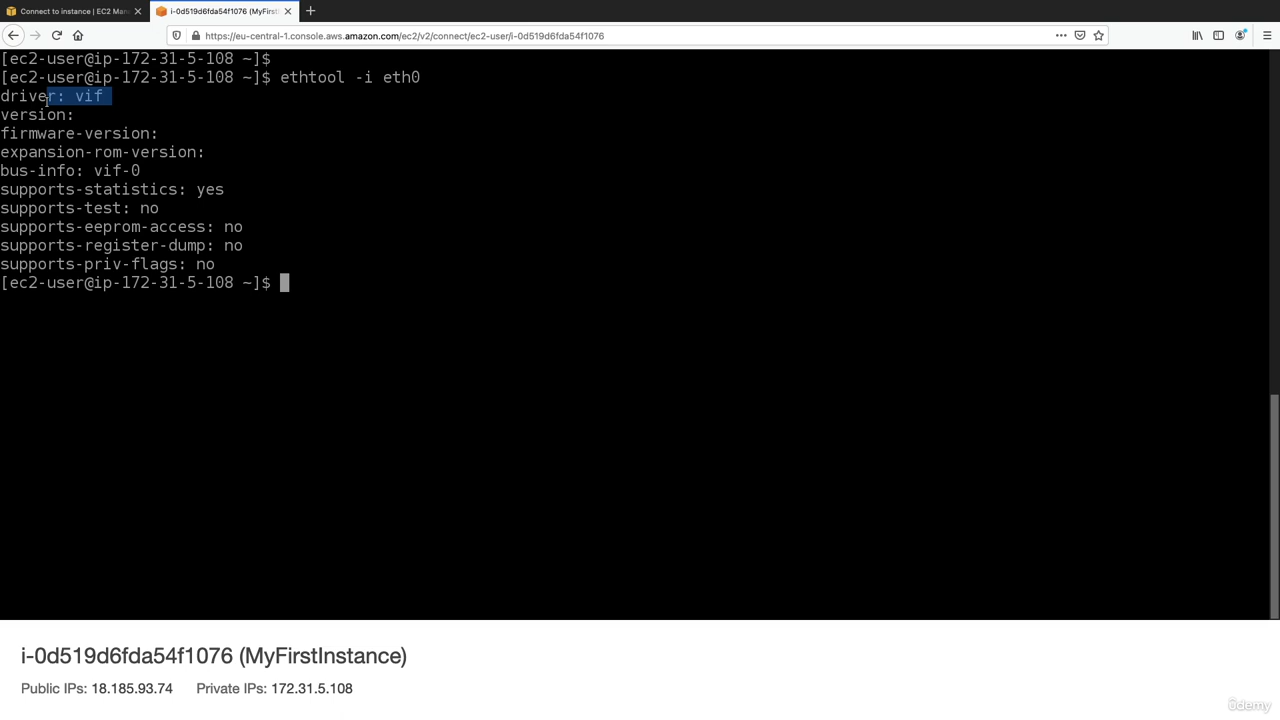 Connect to instance | EC2 Man
i-0d519d6fda54f1076 (MyFirstI
https://eu-central-1.console.aws.amazon.com/ec2/v2/connect/ec2-user/i-0d519d6fda54f1076
[ec2-user@ip-172-31-5-108 ~]$
[ec2-user@ip-172-31-5-108 ~]$ ethtool -i eth0
driver: vif
version:
firmware-version:
expansion-rom-version:
bus-info: vif-0
supports-statistics: yes
supports-test: no
supports-eeprom-access: no
supports-register-dump: no
supports-priv-flags: no
[ec2-user@ip-172-31-5-108 ~]$
i-0d519d6fda54f1076 (MyFirstInstance)
Public IPs: 18.185.93.74 Private IPs: 172.31.5.108
ûdemy